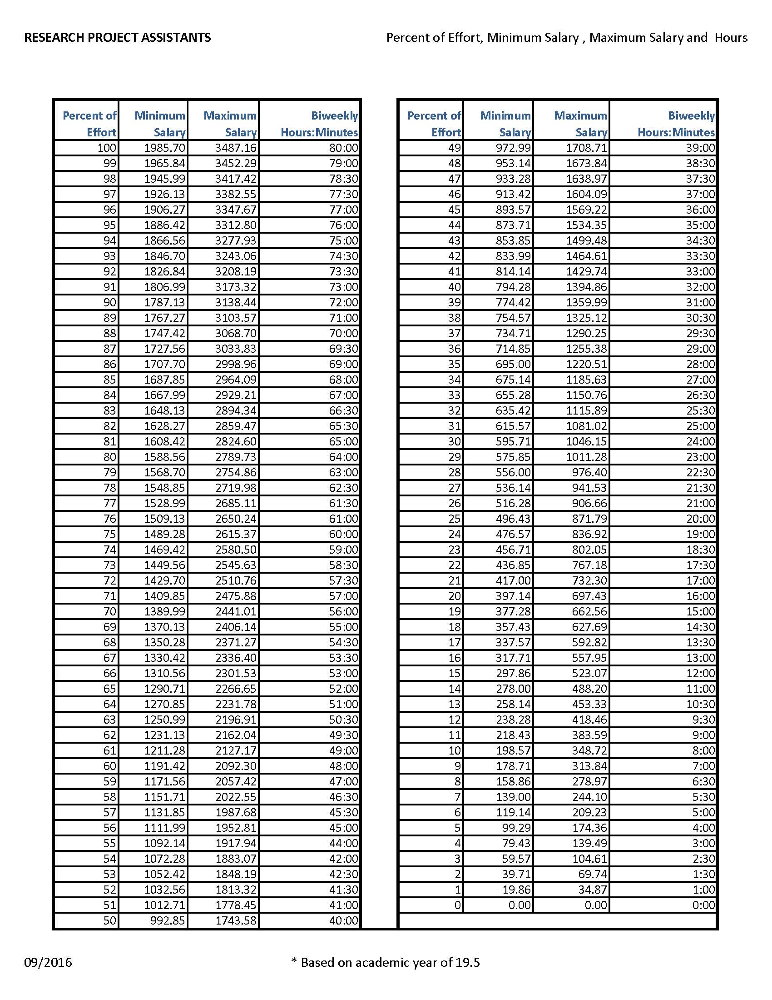 RESEARCH PROJECT ASSISTANTS Percent of Effort, Minimum Salary , Maximum Salary and Hours
Percent of Minimum Maximum Biweekly Percent of Minimum Maximum Biweekly
Effort Salary Salary Hours:Minutes Effort Salary Salary Hours:Minutes
100 1985.70 3487.16 80:00 49 972.99 1708.71 39:00
99 1965.84 3452.29 79:00 48 953.14 1673.84 38:30
98 1945.99 3417.42 78:30 47 933.28 1638.97 37:30
97 1926.13 3382.55 77:30 46 913.42 1604.09 37:00
96 1906.27 3347.67 77:00 45 893.57 1569.22 36:00
95 1886.42 3312.80 76:00 44 873.71 1534.35 35:00
94 1866.56 3277.93 75:00 43 853.85 1499.48 34:30
93 1846.70 3243.06 74:30 42 833.99 1464.61 33:30
92 1826.84 3208.19 73:30 41 814.14 1429.74 33:00
91 1806.99 3173.32 73:00 40 794.28 1394.86 32:00
90 1787.13 3138.44 72:00 39 774.42 1359.99 31:00
89 1767.27 3103.57 71:00 38 754.57 1325.12 30:30
88 1747.42 3068.70 70:00 37 734.71 1290.25 29:30
87 1727.56 3033.83 69:30 36 714.85 1255.38 29:00
86 1707.70 2998.96 69:00 35 695.00 1220.51 28:00
85 1687.85 2964.09 68:00 34 675.14 1185.63 27:00
84 1667.99 2929.21 67:00 33 655.28 1150.76 26:30
83 1648.13 2894.34 66:30 32 635.42 1115.89 25:30
82 1628.27 2859.47 65:30 31 615.57 1081.02 25:00
81 1608.42 2824.60 65:00 30 595.71 1046.15 24:00
80 1588.56 2789.73 64:00 29 575.85 1011.28 23:00
79 1568.70 2754.86 63:00 28 556.00 976.40 22:30
78 1548.85 2719.98 62:30 27 536.14 941.53 21:30
77 1528.99 2685.11 61:30 26 516.28 906.66 21:00
76 1509.13 2650.24 61:00 25 496.43 871.79 20:00
75 1489.28 2615.37 60:00 24 476.57 836.92 19:00
74 1469.42 2580.50 59:00 23 456.71 802.05 18:30
73 1449.56 2545.63 58:30 22 436.85 767.18 17:30
72 1429.70 2510.76 57:30 21 417.00 732.30 17:00
71 1409.85 2475.88 57:00 20 397.14 697.43 16:00
70 1389.99 2441.01 56:00 19 377.28 662.56 15:00
69 1370.13 2406.14 55:00 18 357.43 627.69 14:30
68 1350.28 2371.27 54:30 17 337.57 592.82 13:30
67 1330.42 2336.40 53:30 16 317.71 557.95 13:00
66 1310.56 2301.53 53:00 15 297.86 523.07 12:00
65 1290.71 2266.65 52:00 14 278.00 488.20 11:00
64 1270.85 2231.78 51:00 13 258.14 453.33 10:30
63 1250.99 2196.91 50:30 12 238.28 418.46 9:30
62 1231.13 2162.04 49:30 11 218.43 383.59 9:00
61 1211.28 2127.17 49:00 10 198.57 348.72 8:00
60 1191.42 2092.30 48:00 9 178.71 313.84 7:00
59 1171.56 2057.42 47:00 8 158.86 278.97 6:30
58 1151.71 2022.55 46:30 7 139.00 244.10 5:30
57 1131.85 1987.68 45:30 6 119.14 209.23 5:00
56 1111.99 1952.81 45:00 5 99.29 174.36 4:00
55 1092.14 1917.94 44:00 4 79.43 139.49 3:00
54 1072.28 1883.07 42:00 3 59.57 104.61 2:30
53 1052.42 1848.19 42:30 2 39.71 69.74 1:30
52 1032.56 1813.32 41:30 1 19.86 34.87 1:00
51 1012.71 1778.45 41:00 0 0.00 0.00 0:00
50 992.85 1743.58 40:00
09/2016 * Based on academic year of 19.5